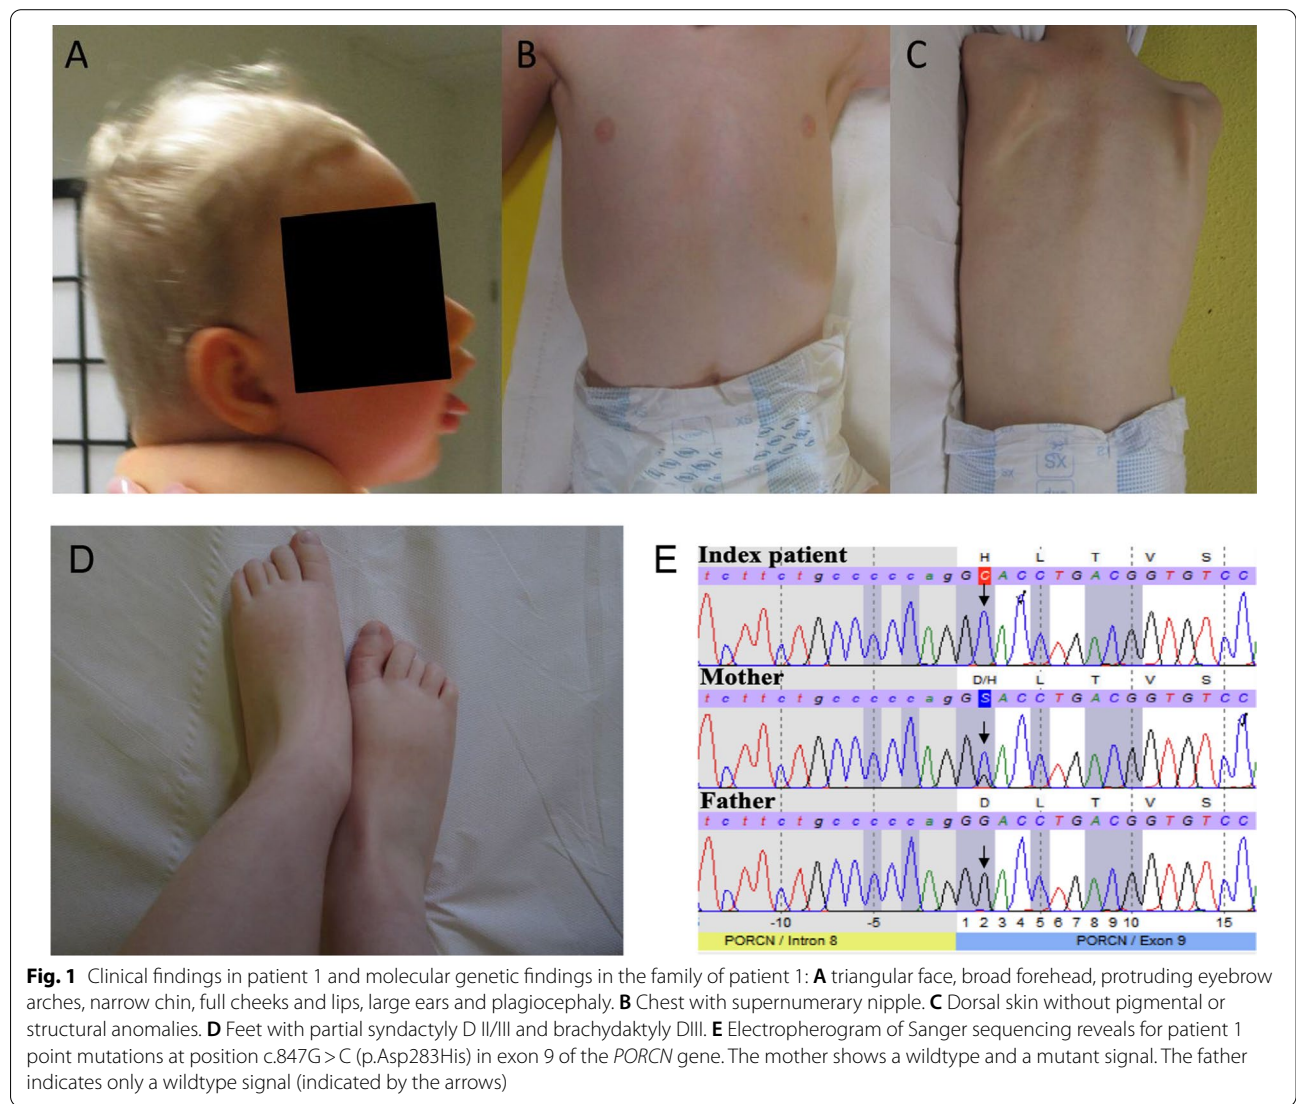 A
B
C
D
E
Index patient
H L T V S
t c t t c t g c c c c c a g G C A C C T G A C G G T G T C C
Mother
D/H L T V S
t c t t c t g c c c c c a g G S A C C T G A C G G T G T C C
Father
D L T V S
t c t t c t g c c c c c a g G G A C C T G A C G G T G T C C
-10 -5 1 2 3 4 5 6 7 8 9 10 15
PORCN / Intron 8 PORCN / Exon 9
Fig. 1 Clinical findings in patient 1 and molecular genetic findings in the family of patient 1: A triangular face, broad forehead, protruding eyebrow
arches, narrow chin, full cheeks and lips, large ears and plagiocephaly. B Chest with supernumerary nipple. C Dorsal skin without pigmental or
structural anomalies. D Feet with partial syndactyly D II/III and brachydaktyly DIII. E Electropherogram of Sanger sequencing reveals for patient 1
point mutations at position c.847G > C (p.Asp283His) in exon 9 of the PORCN gene. The mother shows a wildtype and a mutant signal. The father
indicates only a wildtype signal (indicated by the arrows)